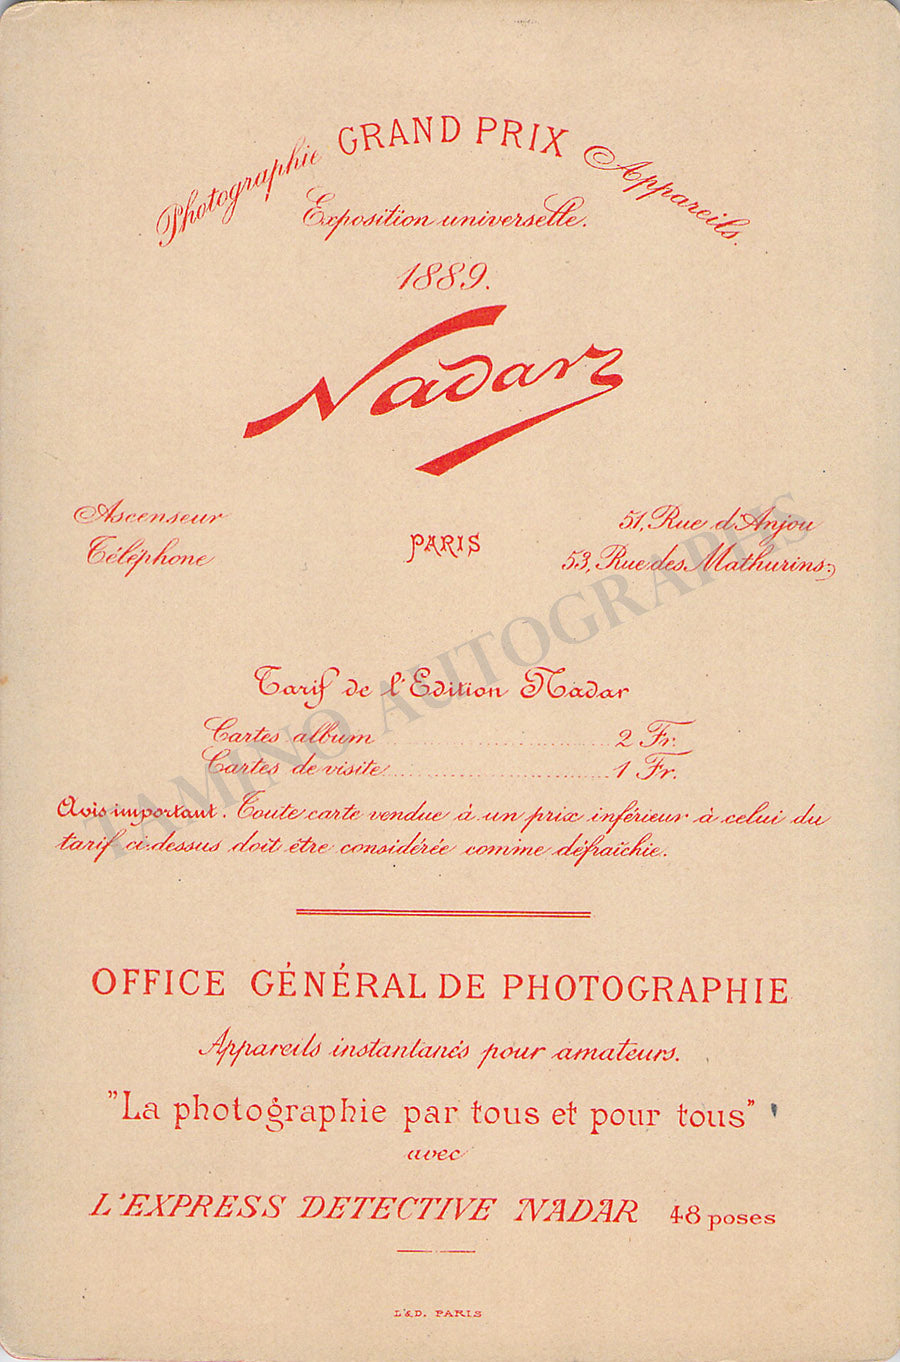 Photographie GRAND PRIX Appareils.
Exposition universelle.
1889.
Nadar
Ascenseur
Téléphone
PARIS
51, Rue d'Anjou
53, Rue des Mathurins.
TAMINO AUTOGRAPHS
Tarif de l'Edition Nadar
Cartes album ........ 2 Fr.
Cartes de visite ........ 1 Fr.
Avis important. Toute carte vendue à un prix inférieur à celui du
tarif ci-dessus doit être considérée comme défraîchie.
OFFICE GÉNÉRAL DE PHOTOGRAPHIE
Appareils instantanés pour amateurs.
"La photographie par tous et pour tous"
avec
L'EXPRESS DETECTIVE NADAR 48 poses
L.&D. PARIS